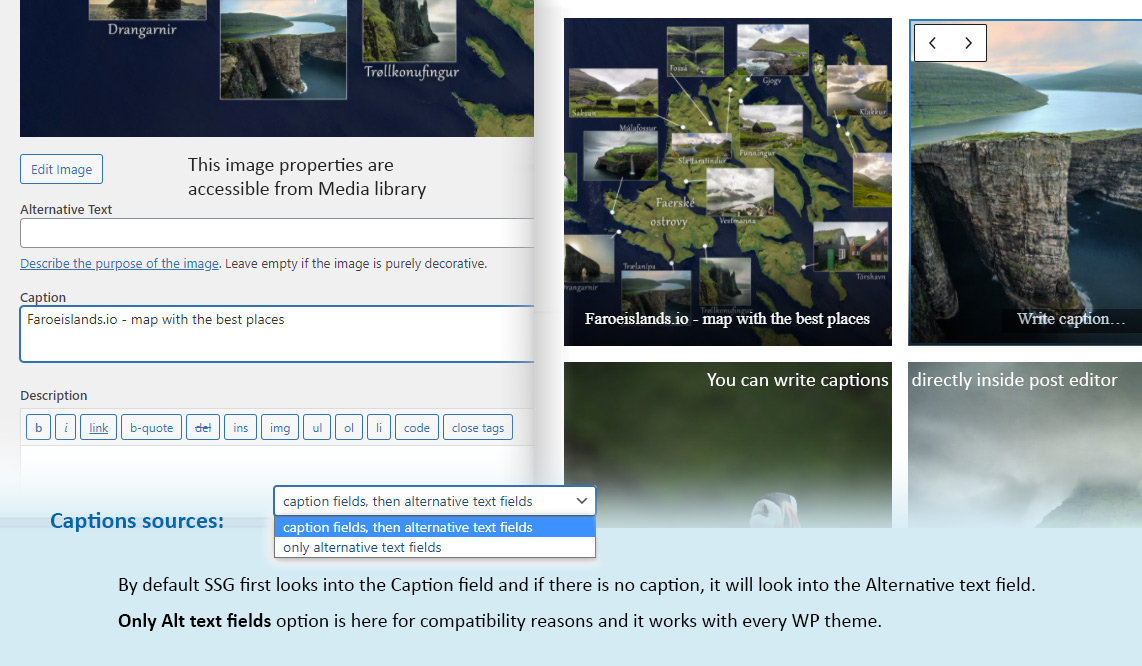 Drangarnir
Trøllkonufingur
Edit Image
This image properties are
accessible from Media library
Alternative Text
Describe the purpose of the image. Leave empty if the image is purely decorative.
Caption
Faroeislands.io - map with the best places
Description
b
i
link
b-quote
del
ins
img
ul
ol
li
code
close tags
Fossá
Gjógv
Saksun
Klakkur
Málafossur
Slættaratindur
Funningur
Faerské
ostrovy
Vestmanna
Trælanípa
Tórshavn
Drangarnir
Trøllkonufingur
Faroeislands.io - map with the best places
Write caption...
You can write captions directly inside post editor
Captions sources:
caption fields, then alternative text fields
caption fields, then alternative text fields
only alternative text fields
By default SSG first looks into the Caption field and if there is no caption, it will look into the Alternative text field.
Only Alt text fields option is here for compatibility reasons and it works with every WP theme.